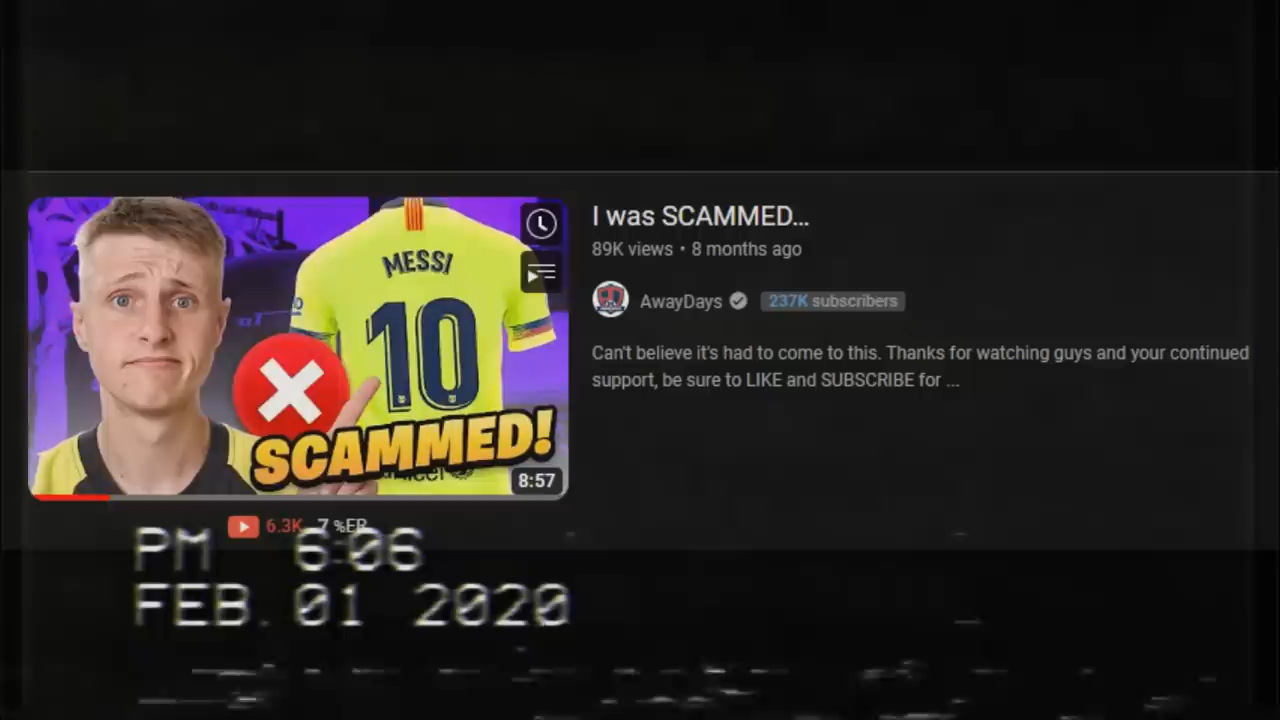 MESSI
10
SCAMMED!
8:57
I was SCAMMED...
89K views • 8 months ago
AwayDays
237K subscribers
Can't believe it's had to come to this. Thanks for watching guys and your continued
support, be sure to LIKE and SUBSCRIBE for ...
6.3K 7 %ER
PM 6:06
FEB. 01 2020